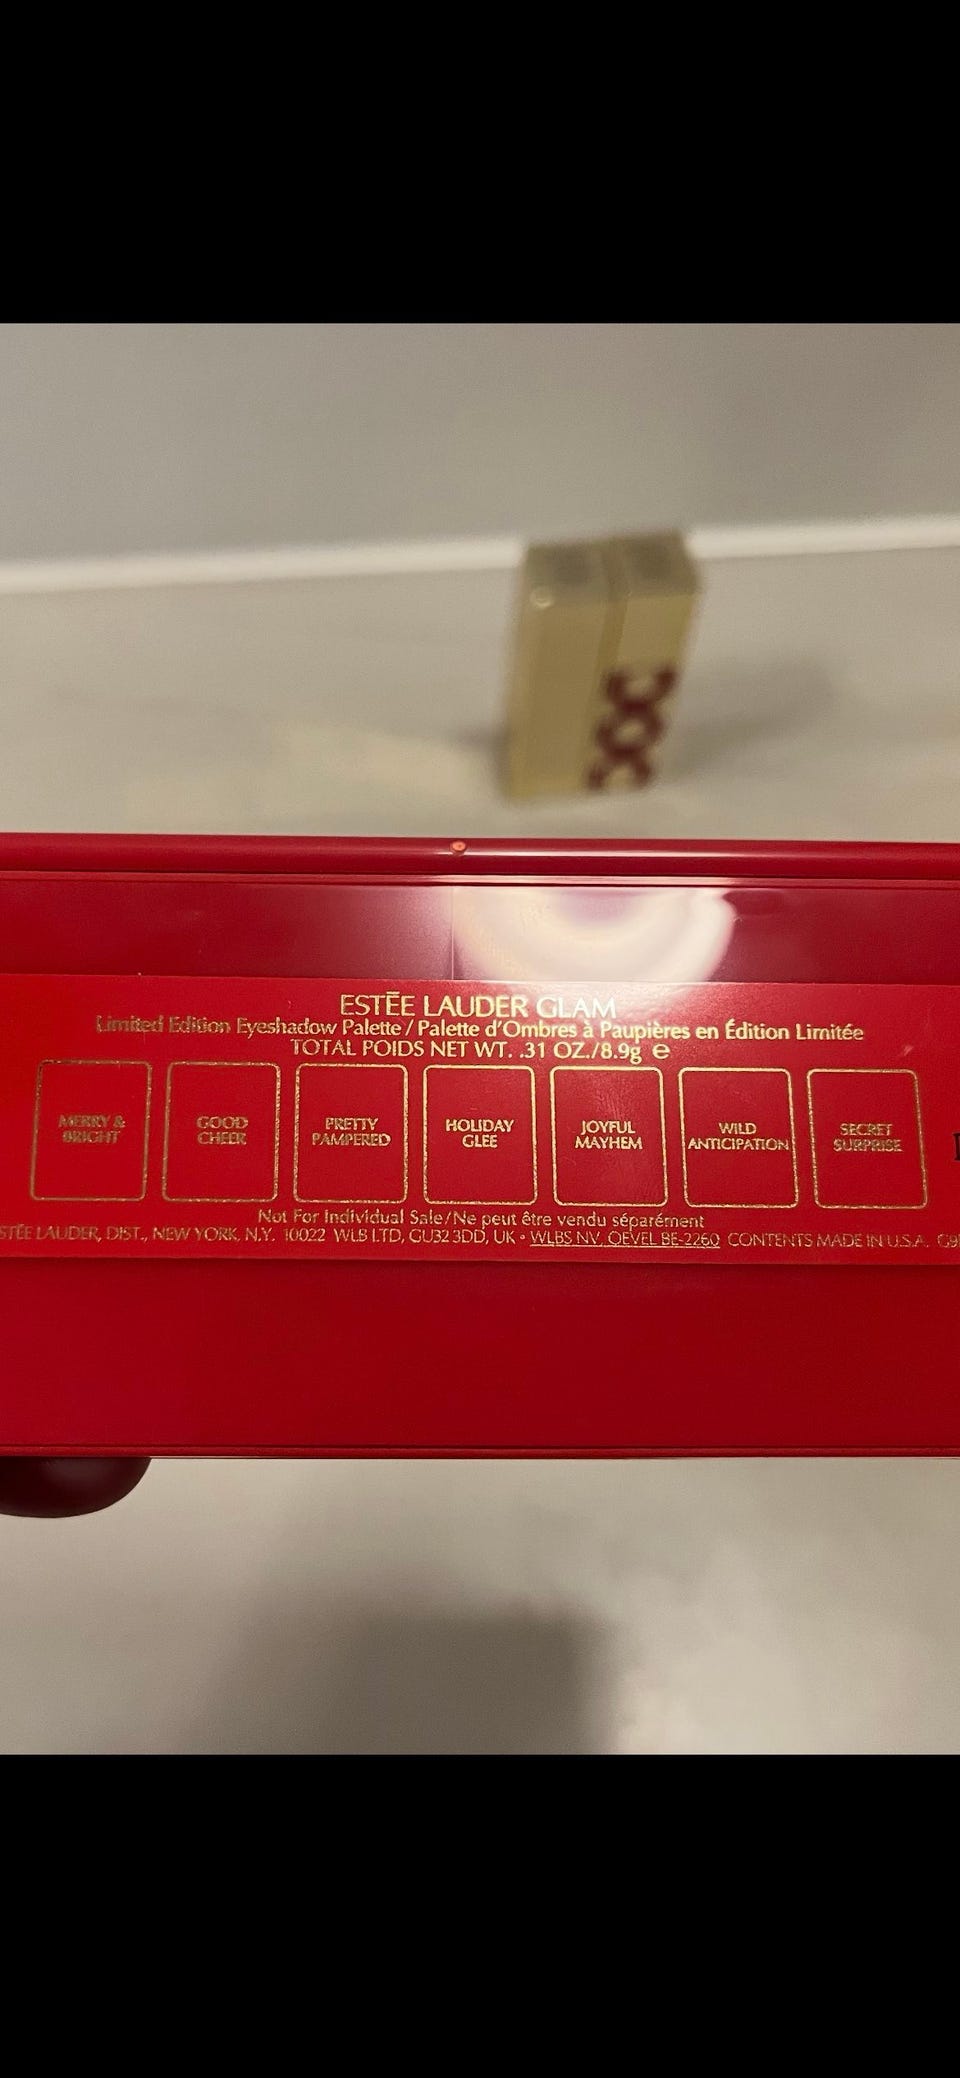 ESTĒE LAUDER GLAM
Limited Edition Eyeshadow Palette / Palette d'Ombres à Paupières en Édition Limitée
TOTAL POIDS NET WT. .31 OZ./8.9g ℮
MERRY &
BRIGHT
GOOD
CHEER
PRETTY
PAMPERED
HOLIDAY
GLEE
JOYFUL
MAYHEM
WILD
ANTICIPATION
SECRET
SURPRISE
Not For Individual Sale/Ne peut être vendu séparément
ESTÉE LAUDER, DIST., NEW YORK, N.Y. 10022 WLB LTD, GU32 3DD, UK • WLBS NV, OEVEL BE-2260 CONTENTS MADE IN U.S.A.